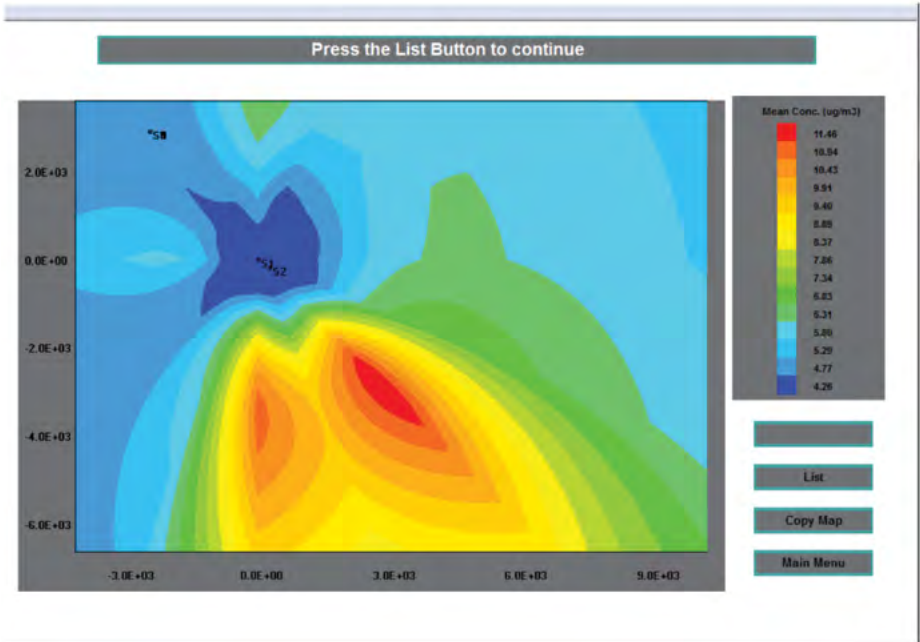 Press the List Button to continue
Mean Conc. (ug/m3)
11.46
10.94
10.43
9.91
9.40
8.89
8.37
7.86
7.34
6.83
6.31
5.80
5.29
4.77
4.26
S1
S2
2.0E+03
0.0E+00
-2.0E+03
-4.0E+03
-6.0E+03
-3.0E+03
0.0E+00
3.0E+03
6.0E+03
9.0E+03
List
Copy Map
Main Menu